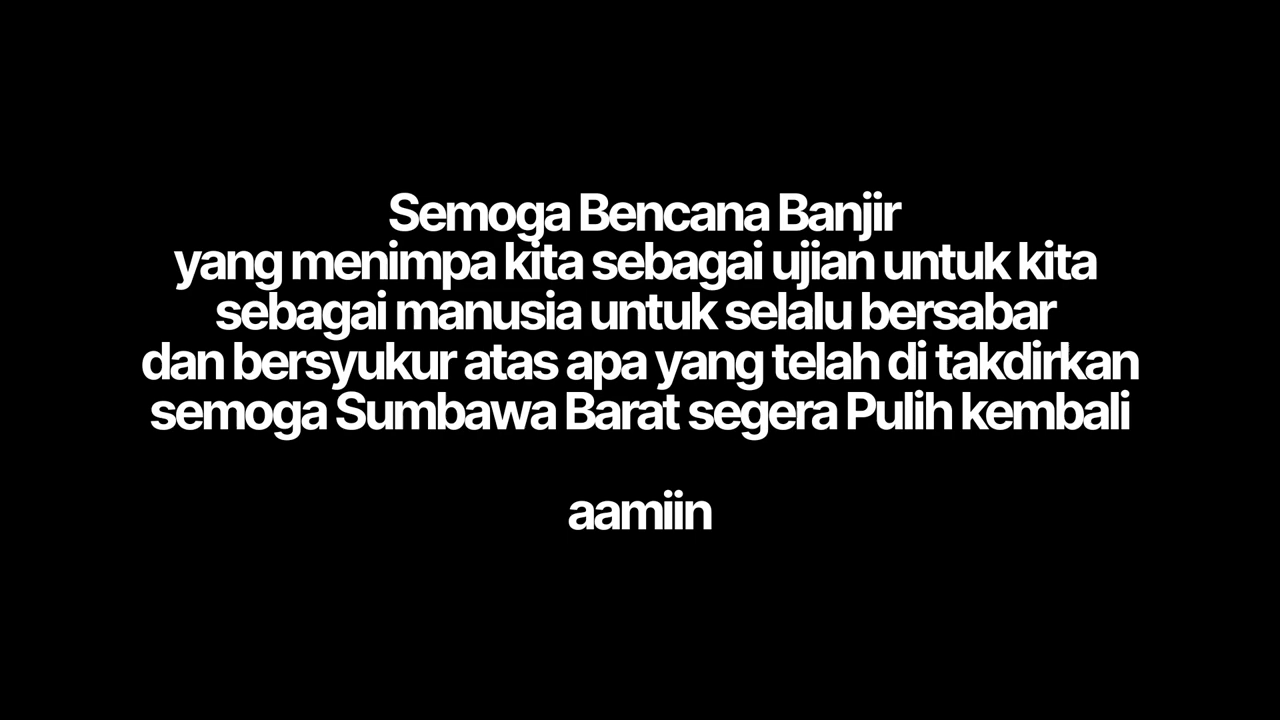 Semoga Bencana Banjir
yang menimpa kita sebagai ujian untuk kita
sebagai manusia untuk selalu bersabar
dan bersyukur atas apa yang telah di takdirkan
semoga Sumbawa Barat segera Pulih kembali
aamiin